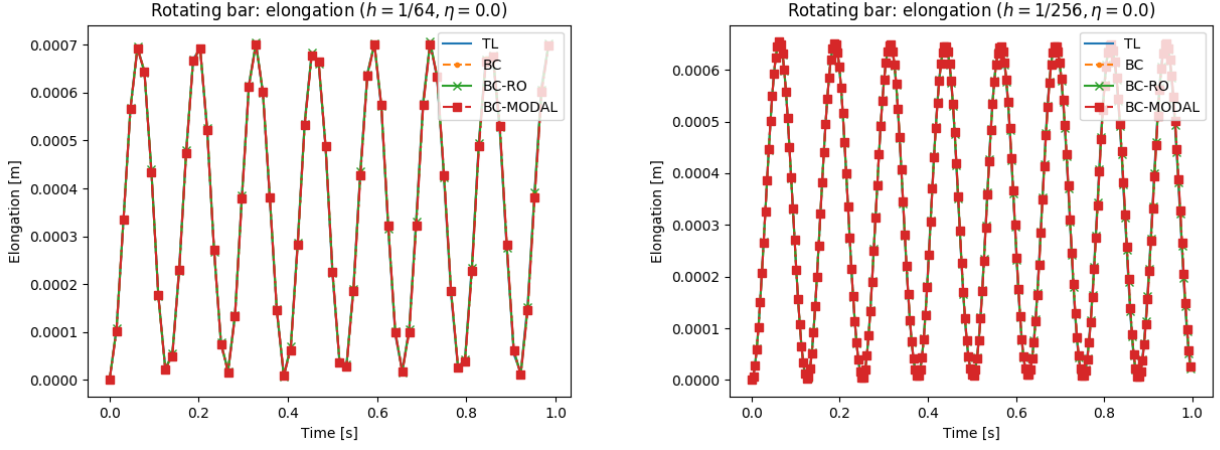 Rotating bar: elongation (h = 1/64, η = 0.0)
Elongation [m]
0.0007
0.0006
0.0005
0.0004
0.0003
0.0002
0.0001
0.0000
TL
BC
BC-RO
BC-MODAL
0.0 0.2 0.4 0.6 0.8 1.0
Time [s]
Rotating bar: elongation (h = 1/256, η = 0.0)
Elongation [m]
0.0006
0.0005
0.0004
0.0003
0.0002
0.0001
0.0000
TL
BC
BC-RO
BC-MODAL
0.0 0.2 0.4 0.6 0.8 1.0
Time [s]